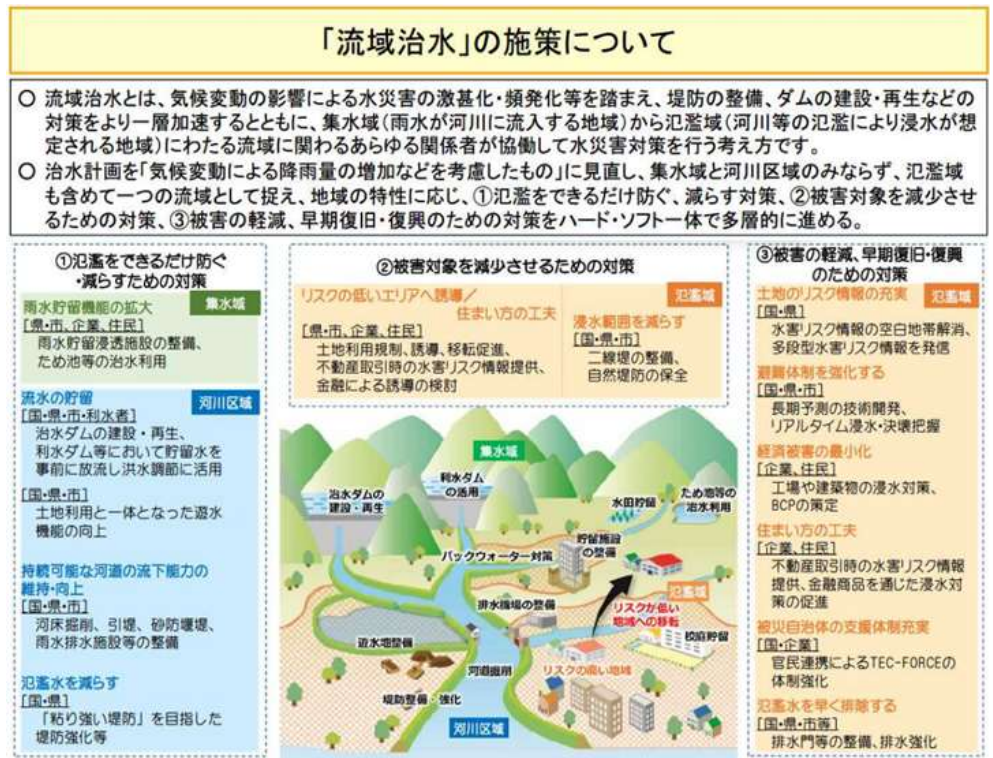 「流域治水」の施策について
○ 流域治水とは、気候変動の影響による水災害の激甚化・頻発化等を踏まえ、堤防の整備、ダムの建設・再生などの
対策をより一層加速するとともに、集水域(雨水が河川に流入する地域)から氾濫域(河川等の氾濫により浸水が想
定される地域)にわたる流域に関わるあらゆる関係者が協働して水災害対策を行う考え方です。
○ 治水計画を「気候変動による降雨量の増加などを考慮したもの」に見直し、集水域と河川区域のみならず、氾濫域
も含めて一つの流域として捉え、地域の特性に応じ、①氾濫をできるだけ防ぐ、減らす対策、②被害対象を減少させ
るための対策、③被害の軽減、早期復旧・復興のための対策をハード・ソフト一体で多層的に進める。
①氾濫をできるだけ防ぐ
・減らすための対策
集水域
雨水貯留機能の拡大
[県・市、企業、住民]
雨水貯留浸透施設の整備、
ため池等の治水利用
河川区域
流水の貯留
[国・県・市・利水者]
治水ダムの建設・再生、
利水ダム等において貯留水を
事前に放流し洪水調節に活用
[国・県・市]
土地利用と一体となった遊水
機能の向上
持続可能な河道の流下能力の
維持・向上
[国・県・市]
河床掘削、引堤、砂防堰堤、
雨水排水施設等の整備
氾濫水を減らす
[国・県]
「粘り強い堤防」を目指した
堤防強化等
②被害対象を減少させるための対策
リスクの低いエリアへ誘導/
住まい方の工夫
[県・市、企業、住民]
土地利用規制、誘導、移転促進、
不動産取引時の水害リスク情報提供、
金融による誘導の検討
氾濫域
浸水範囲を減らす
[国・県・市]
二線堤の整備、
自然堤防の保全
集水域
治水ダムの
建設・再生
利水ダム
の活用
水田貯留
ため池等の
治水利用
貯留施設
の整備
バックウォーター対策
氾濫域
排水機場の整備
リスクが低い
地域への移転
校庭貯留
遊水地整備
河道掘削
リスクの高い地域
堤防整備・強化
河川区域
③被害の軽減、早期復旧・復興
のための対策
土地のリスク情報の充実
氾濫域
[国・県]
水害リスク情報の空白地帯解消、
多段型水害リスク情報を発信
避難体制を強化する
[国・県・市]
長期予測の技術開発、
リアルタイム浸水・決壊把握
経済被害の最小化
[企業、住民]
工場や建築物の浸水対策、
BCPの策定
住まい方の工夫
[企業、住民]
不動産取引時の水害リスク情報
提供、金融商品を通じた浸水対
策の促進
被災自治体の支援体制充実
[国・企業]
官民連携によるTEC-FORCEの
体制強化
氾濫水を早く排除する
[国・県・市等]
排水門等の整備、排水強化